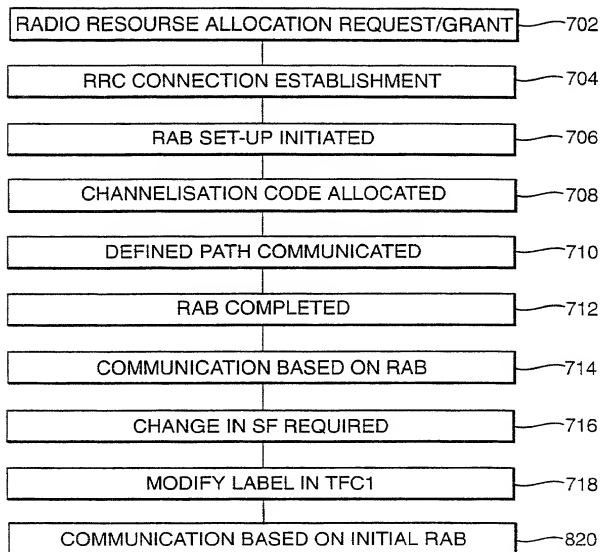 RADIO RESOURSE ALLOCATION REQUEST/GRANT 702
RRC CONNECTION ESTABLISHMENT 704
RAB SET-UP INITIATED 706
CHANNELISATION CODE ALLOCATED 708
DEFINED PATH COMMUNICATED 710
RAB COMPLETED 712
COMMUNICATION BASED ON RAB 714
CHANGE IN SF REQUIRED 716
MODIFY LABEL IN TFC1 718
COMMUNICATION BASED ON INITIAL RAB 820